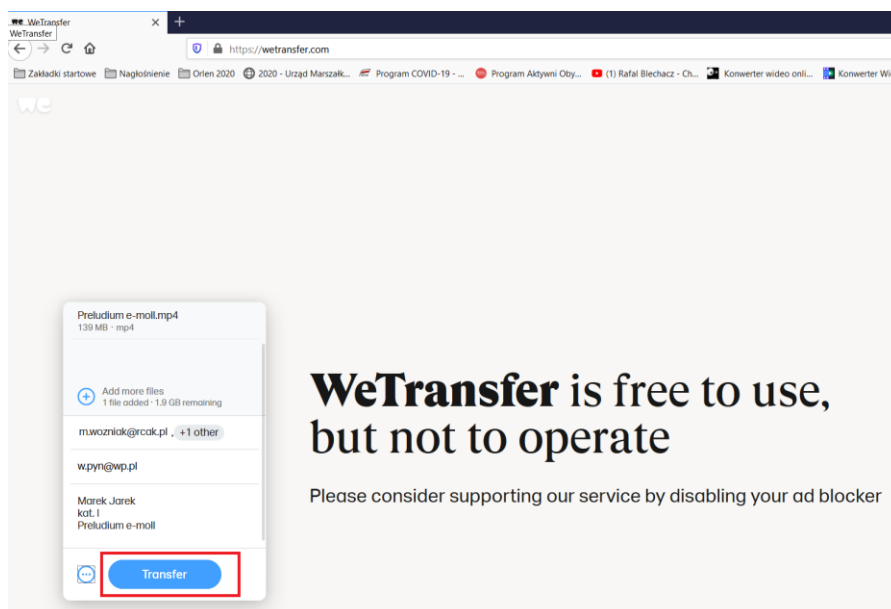 we WeTransfer
WeTransfer
https://wetransfer.com
Zakładki startowe Nagłośnienie Orlen 2020 2020 - Urząd Marszałk... Program COVID-19 - ... Program Aktywni Oby... (1) Rafał Blechacz - Ch... Konwerter wideo onli... Konwerter Wi
we
Preludium e-moll.mp4
139 MB · mp4
Add more files
1 file added · 1.9 GB remaining
m.wozniak@rcak.pl , +1 other
w.pyn@wp.pl
Marek Jarek
kat. I
Preludium e-moll
Transfer
WeTransfer is free to use,
but not to operate
Please consider supporting our service by disabling your ad blocker